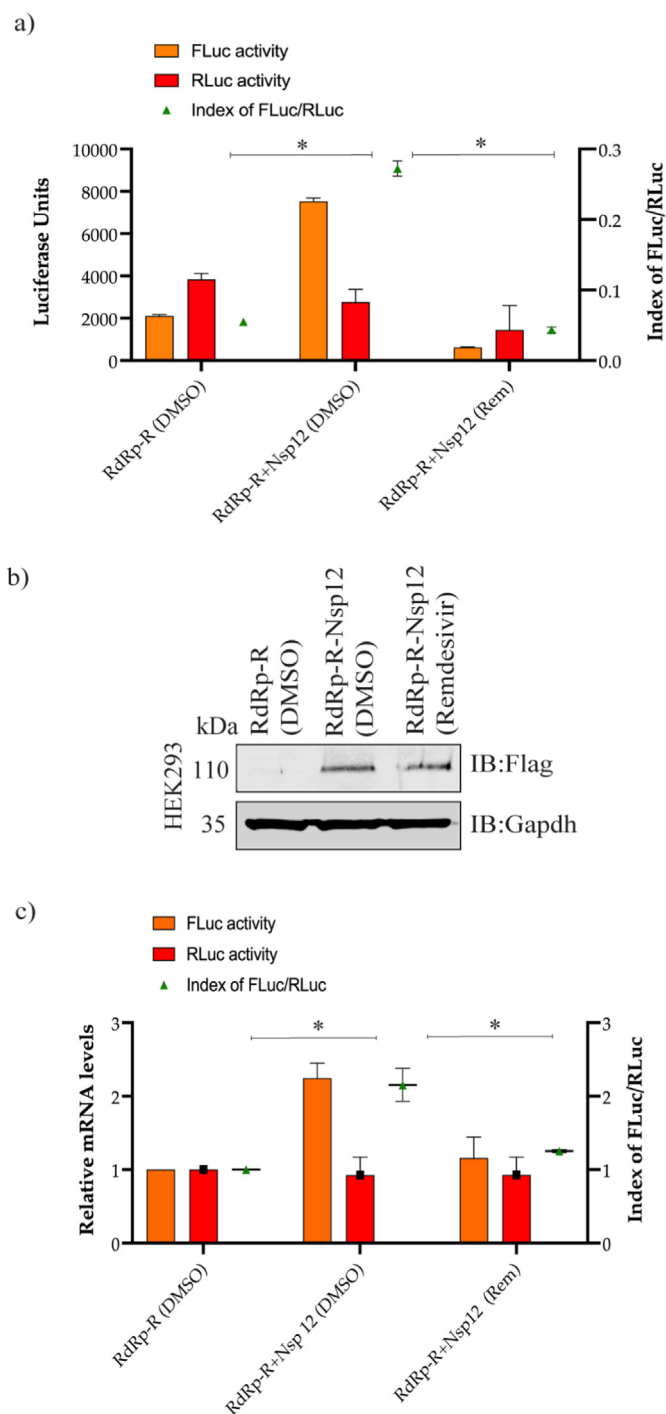 a)
FLuc activity
RLuc activity
Index of FLuc/RLuc
*
*
10000
8000
6000
4000
2000
0
Luciferase Units
0.3
0.2
0.1
0.0
Index of FLuc/RLuc
RdRp-R (DMSO)
RdRp-R+Nsp12 (DMSO)
RdRp-R+Nsp12 (Rem)
b)
RdRp-R
(DMSO)
RdRp-R-Nsp12
(DMSO)
RdRp-R-Nsp12
(Remdesivir)
kDa
HEK293
110
IB:Flag
35
IB:Gapdh
c)
FLuc activity
RLuc activity
Index of FLuc/RLuc
*
*
3
2
1
0
Relative mRNA levels
3
2
1
0
Index of FLuc/RLuc
RdRp-R (DMSO)
RdRp-R+Nsp 12 (DMSO)
RdRp-R+Nsp12 (Rem)